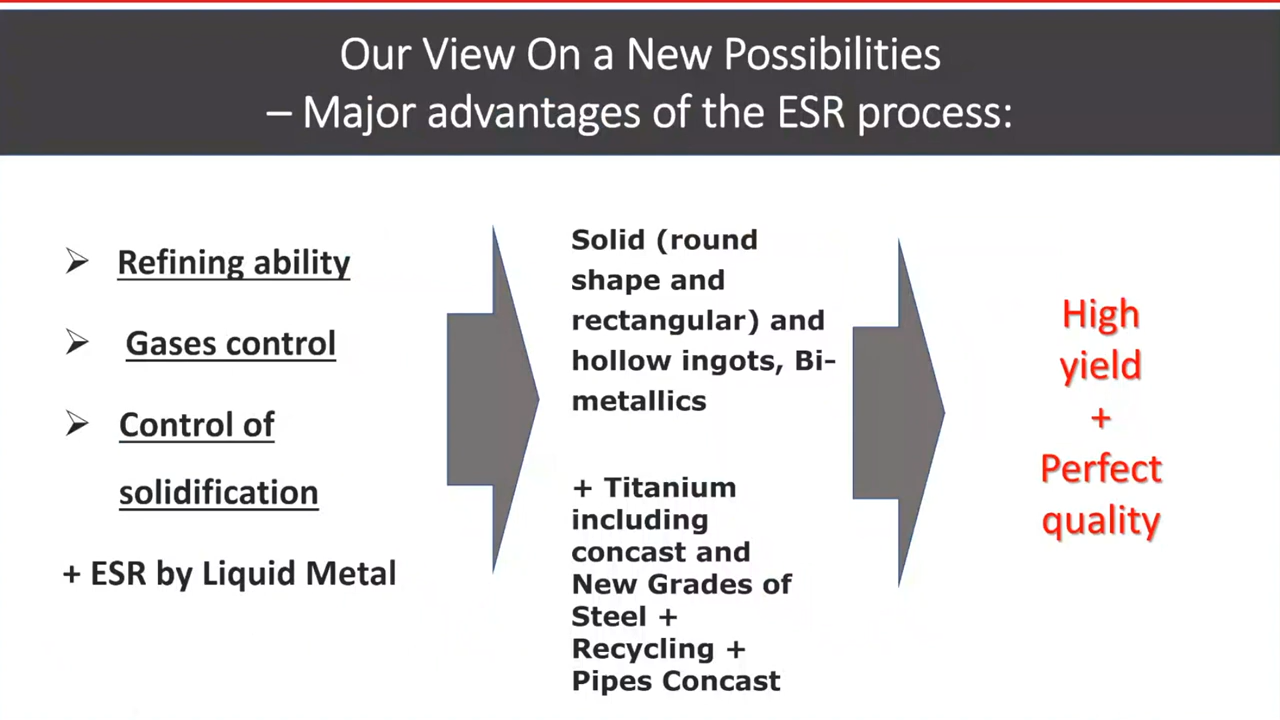 Our View On a New Possibilities
– Major advantages of the ESR process:
Refining ability
Gases control
Control of
solidification
+ ESR by Liquid Metal
Solid (round
shape and
rectangular) and
hollow ingots, Bi-
metallics
+ Titanium
including
concast and
New Grades of
Steel +
Recycling +
Pipes Concast
High
yield
+
Perfect
quality